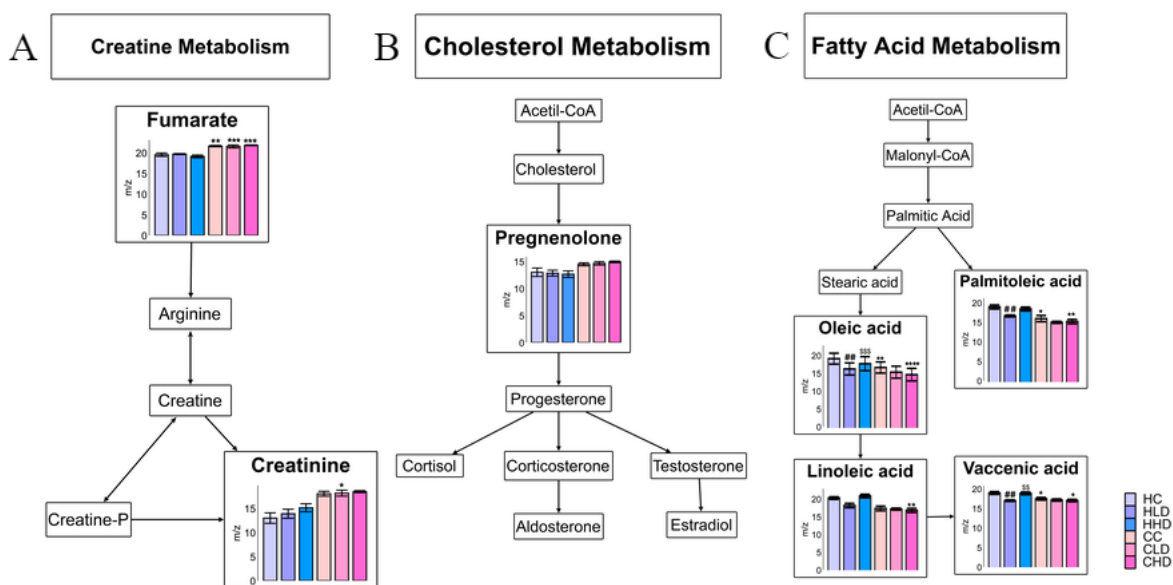 A
Creatine Metabolism
Fumarate
** *** ***
20
15
10
5
0
m/z
Arginine
Creatine
Creatinine
*
15
10
5
0
m/z
Creatine-P
B
Cholesterol Metabolism
Acetil-CoA
Cholesterol
Pregnenolone
15
10
5
0
m/z
Progesterone
Cortisol
Corticosterone
Testosterone
Aldosterone
Estradiol
C
Fatty Acid Metabolism
Acetil-CoA
Malonyl-CoA
Palmitic Acid
Stearic acid
Palmitoleic acid
## * **
20
15
10
5
0
m/z
Oleic acid
## $$$ ** ****
20
15
10
5
0
m/z
Linoleic acid
**
20
15
10
5
0
m/z
Vaccenic acid
## $$ * *
20
15
10
5
0
m/z
HC
HLD
HHD
CC
CLD
CHD